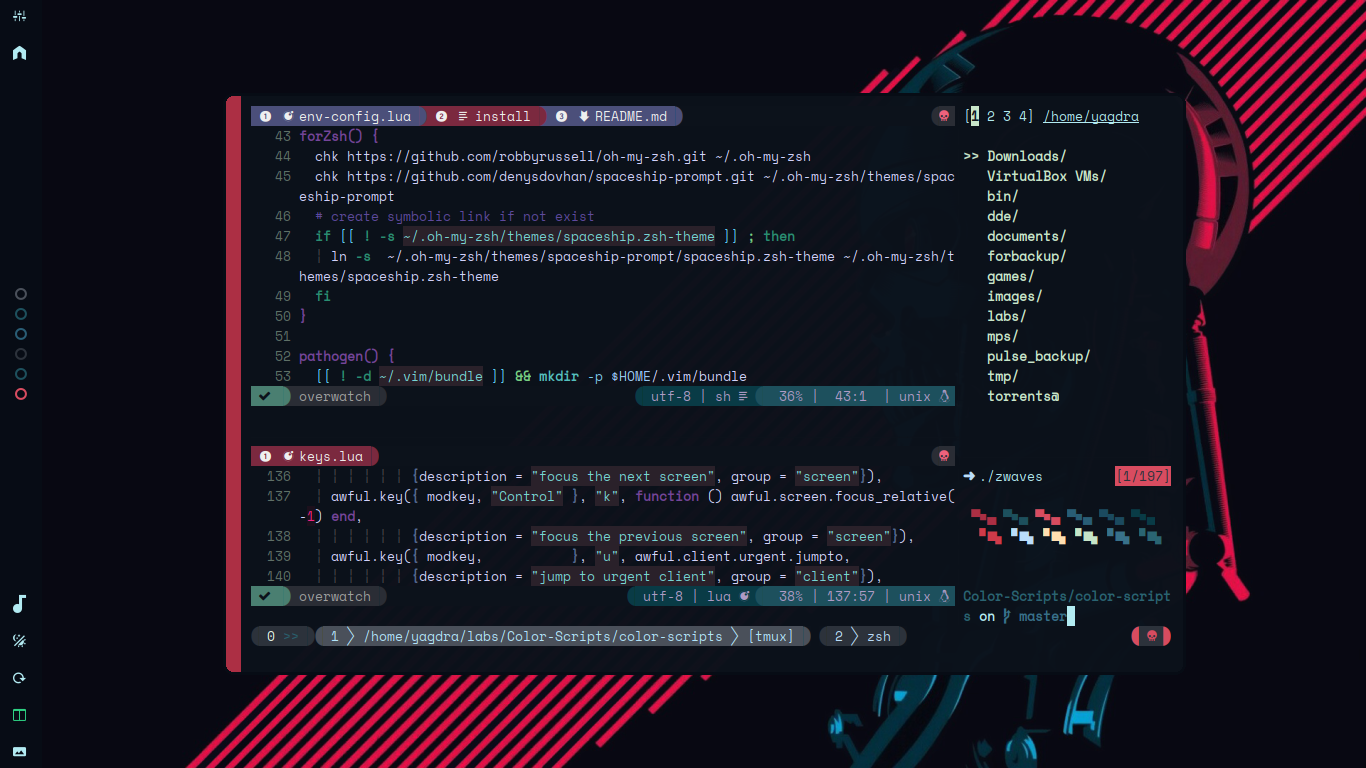 1 env-config.lua 2 install 3 README.md
43 forZsh() {
44 chk https://github.com/robbyrussell/oh-my-zsh.git ~/.oh-my-zsh
45 chk https://github.com/denysdovhan/spaceship-prompt.git ~/.oh-my-zsh/themes/spac
eship-prompt
46 # create symbolic link if not exist
47 if [[ ! -s ~/.oh-my-zsh/themes/spaceship.zsh-theme ]] ; then
48 ¦ ln -s ~/.oh-my-zsh/themes/spaceship-prompt/spaceship.zsh-theme ~/.oh-my-zsh/t
hemes/spaceship.zsh-theme
49 fi
50 }
51
52 pathogen() {
53 [[ ! -d ~/.vim/bundle ]] && mkdir -p $HOME/.vim/bundle
✔ overwatch utf-8 | sh 36% | 43:1 | unix
1 keys.lua
136 ¦ ¦ ¦ ¦ ¦ ¦ {description = "focus the next screen", group = "screen"}),
137 ¦ awful.key({ modkey, "Control" }, "k", function () awful.screen.focus_relative(
-1) end,
138 ¦ ¦ ¦ ¦ ¦ ¦ {description = "focus the previous screen", group = "screen"}),
139 ¦ awful.key({ modkey, }, "u", awful.client.urgent.jumpto,
140 ¦ ¦ ¦ ¦ ¦ ¦ {description = "jump to urgent client", group = "client"}),
✔ overwatch utf-8 | lua 38% | 137:57 | unix
[1 2 3 4] /home/yagdra
>> Downloads/
VirtualBox VMs/
bin/
dde/
documents/
forbackup/
games/
images/
labs/
mps/
pulse_backup/
tmp/
torrents@
➜ ./zwaves [1/197]
Color-Scripts/color-script
s on master
0 >> 1 /home/yagdra/labs/Color-Scripts/color-scripts [tmux] 2 zsh